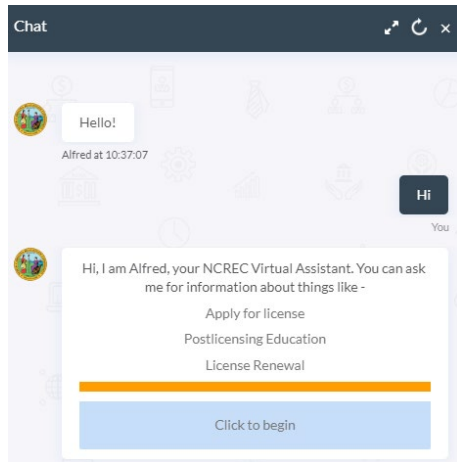 Chat
Hello!
Alfred at 10:37:07
Hi
You
Hi, I am Alfred, your NCREC Virtual Assistant. You can ask
me for information about things like -
Apply for license
Postlicensing Education
License Renewal
Click to begin